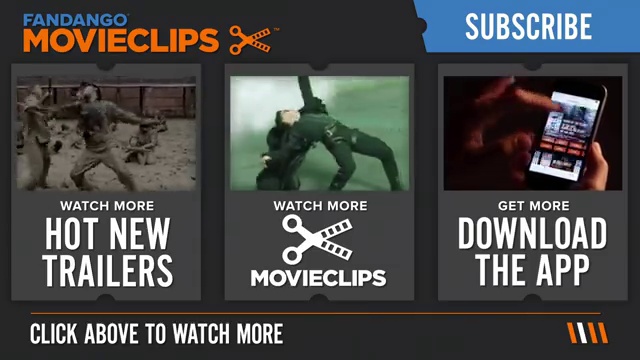 FANDANGO
MOVIECLIPS ™
SUBSCRIBE
WATCH MORE
HOT NEW
TRAILERS
WATCH MORE
MOVIECLIPS
GET MORE
DOWNLOAD
THE APP
CLICK ABOVE TO WATCH MORE